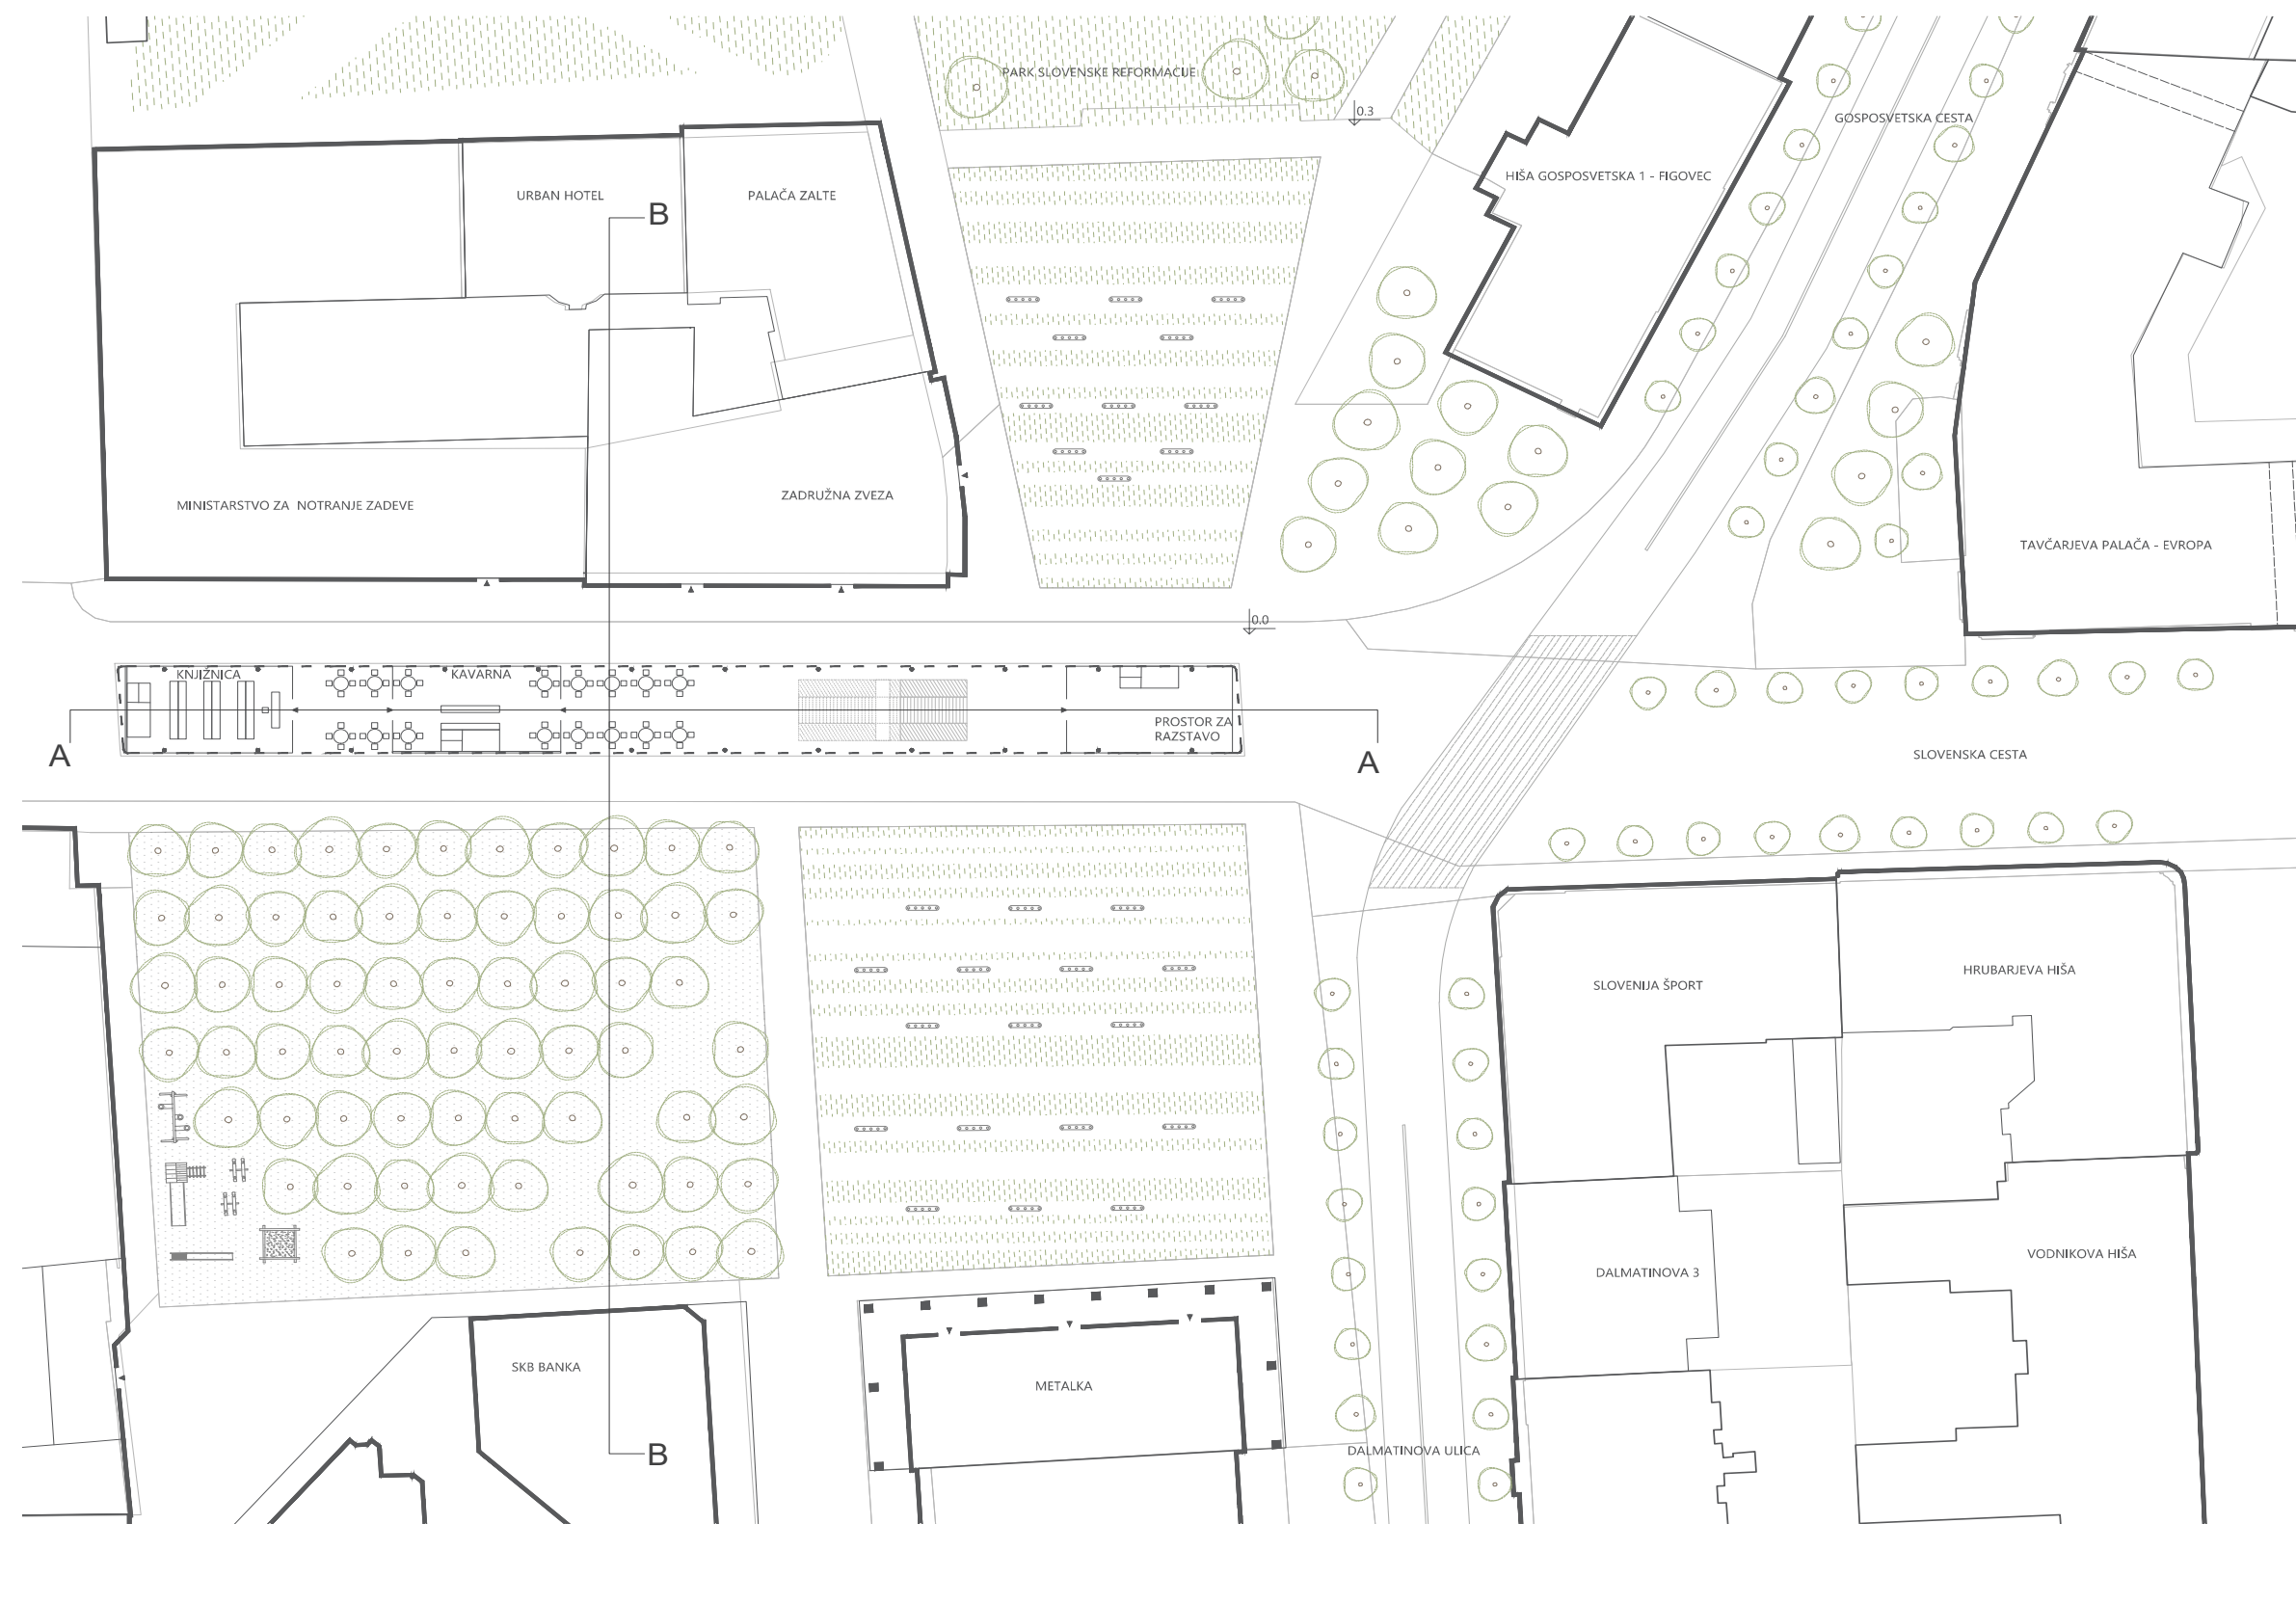 PARK SLOVENSKE REFORMACIJE
0.3
GOSPOSVETSKA CESTA
HIŠA GOSPOSVETSKA 1 - FIGOVEC
URBAN HOTEL
PALAČA ZALTE
B
MINISTARSTVO ZA NOTRANJE ZADEVE
ZADRUŽNA ZVEZA
TAVČARJEVA PALAČA - EVROPA
0.0
KNJIŽNICA
KAVARNA
PROSTOR ZA
RAZSTAVO
A
A
SLOVENSKA CESTA
SLOVENIJA ŠPORT
HRUBARJEVA HIŠA
DALMATINOVA 3
VODNIKOVA HIŠA
SKB BANKA
METALKA
B
DALMATINOVA ULICA